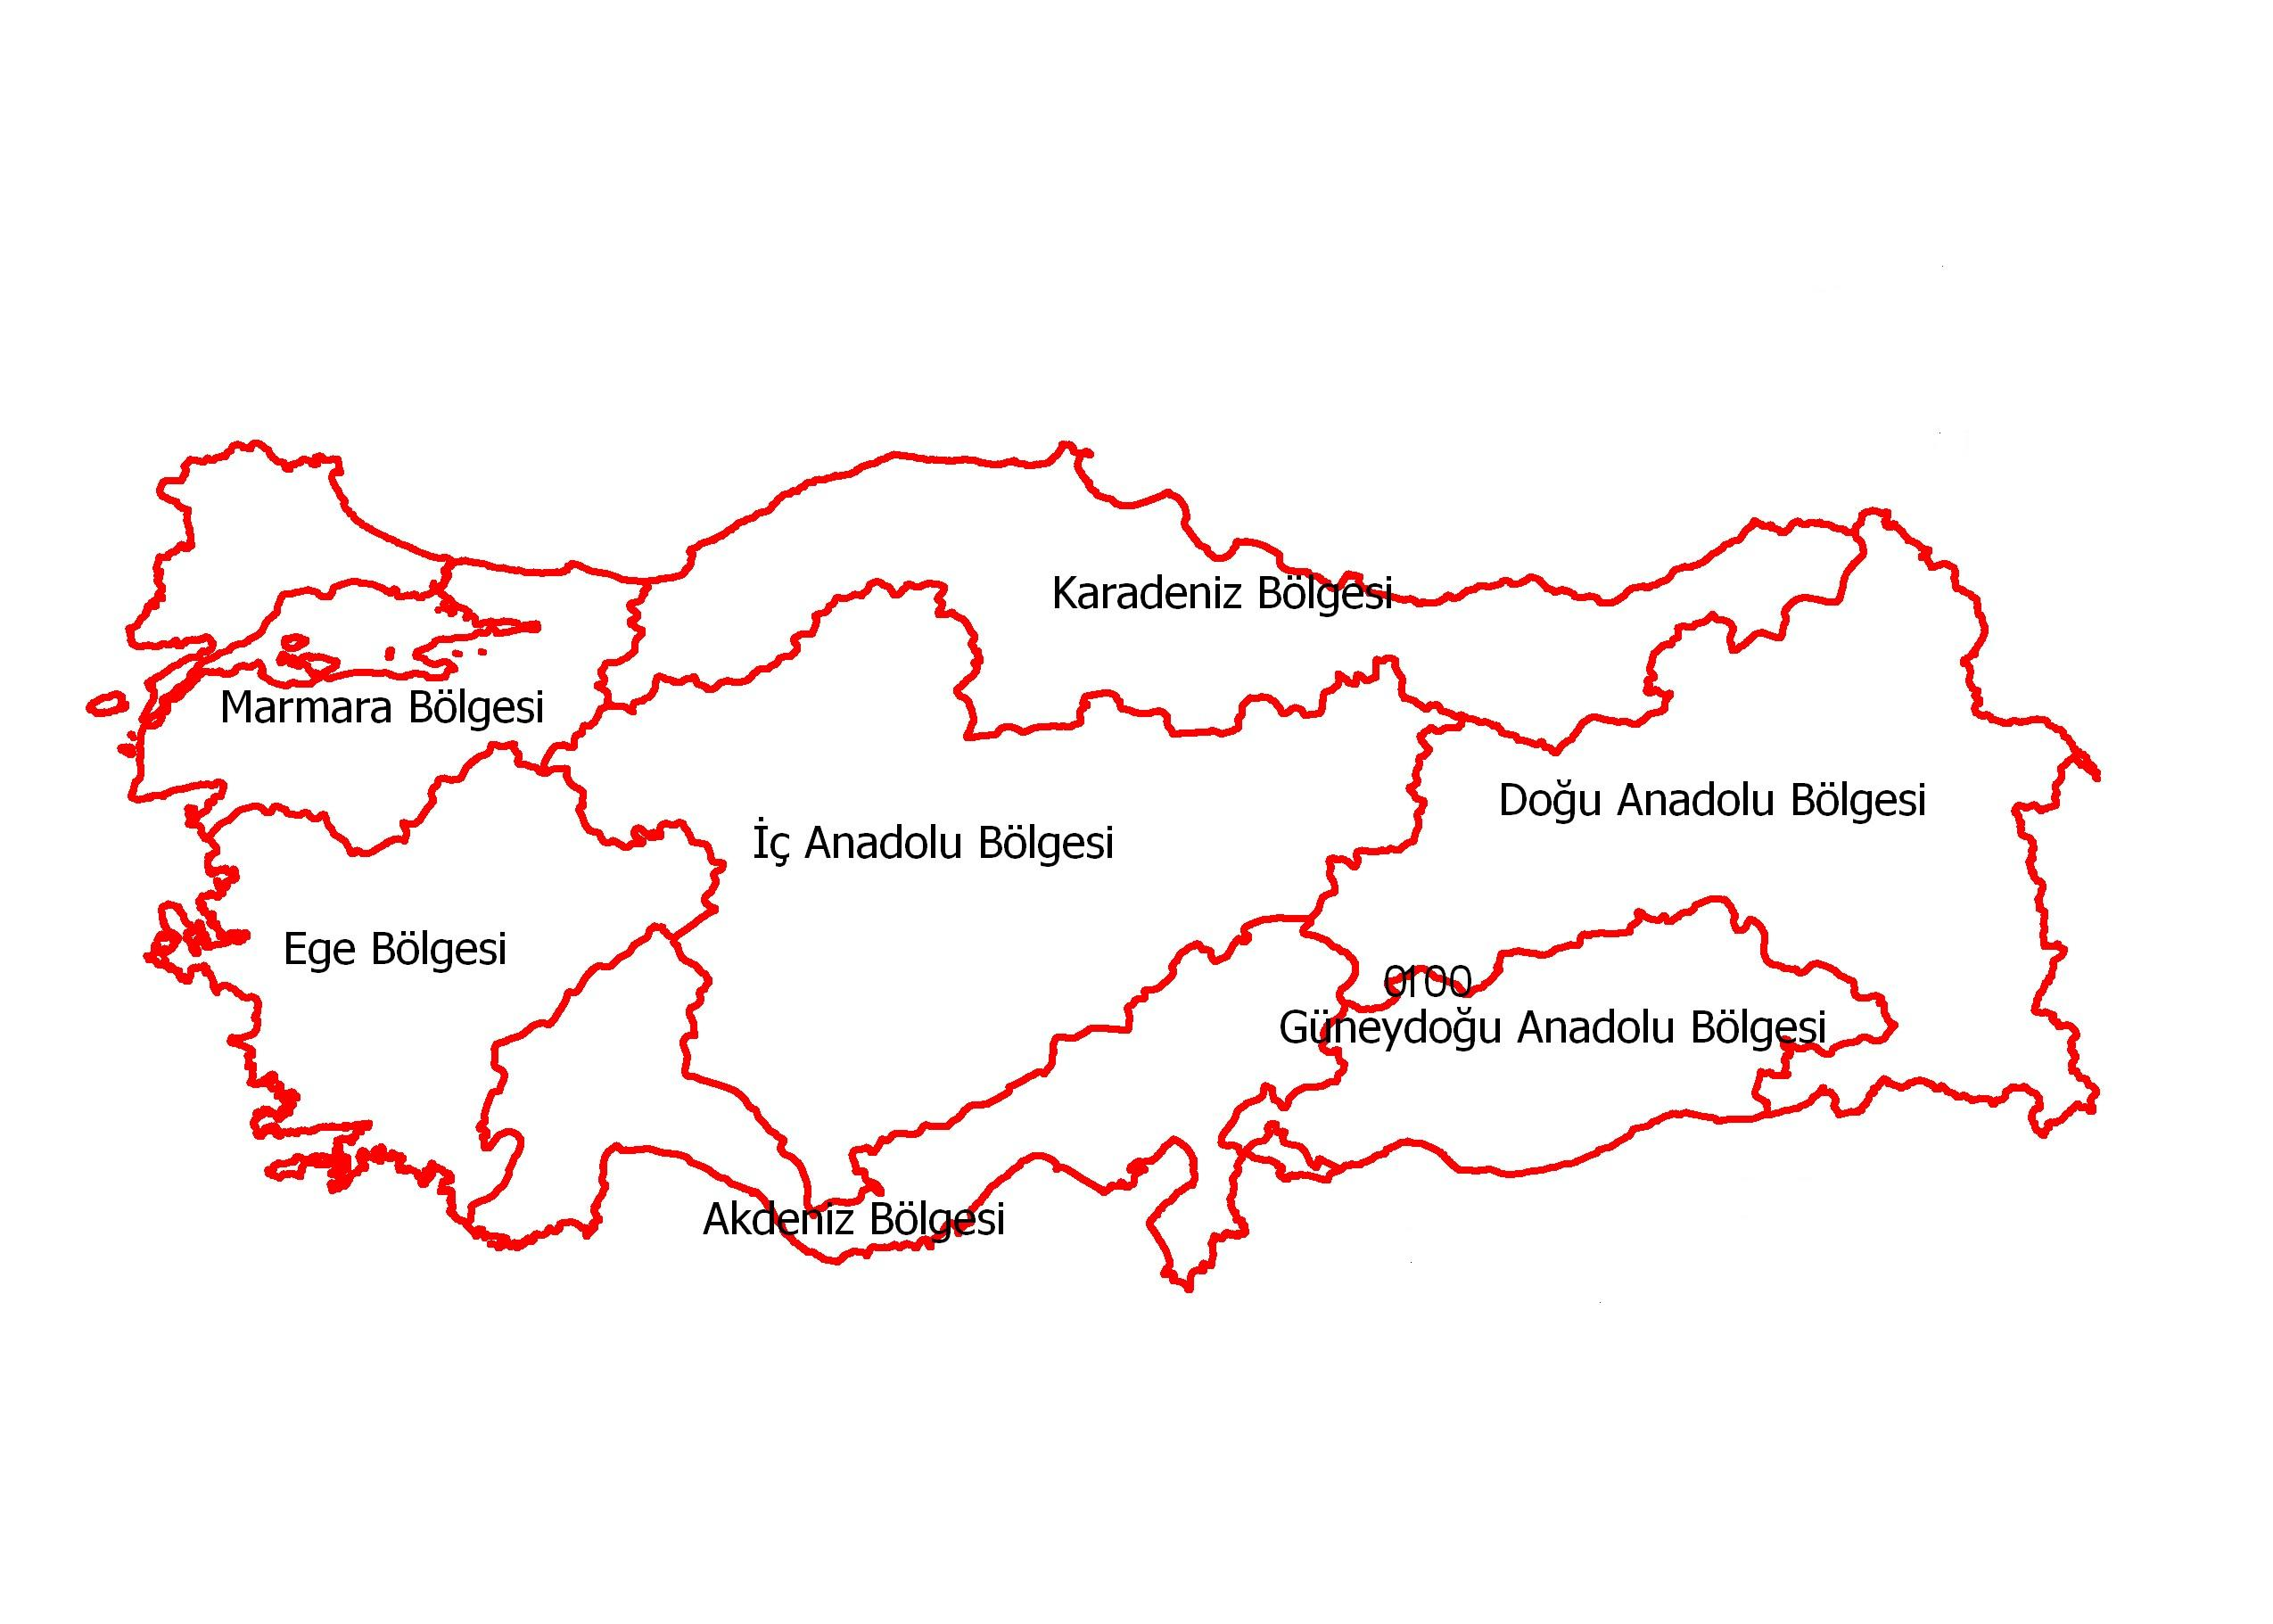 Karadeniz Bölgesi
Marmara Bölgesi
Doğu Anadolu Bölgesi
İç Anadolu Bölgesi
Ege Bölgesi
0100
Güneydoğu Anadolu Bölgesi
Akdeniz Bölgesi